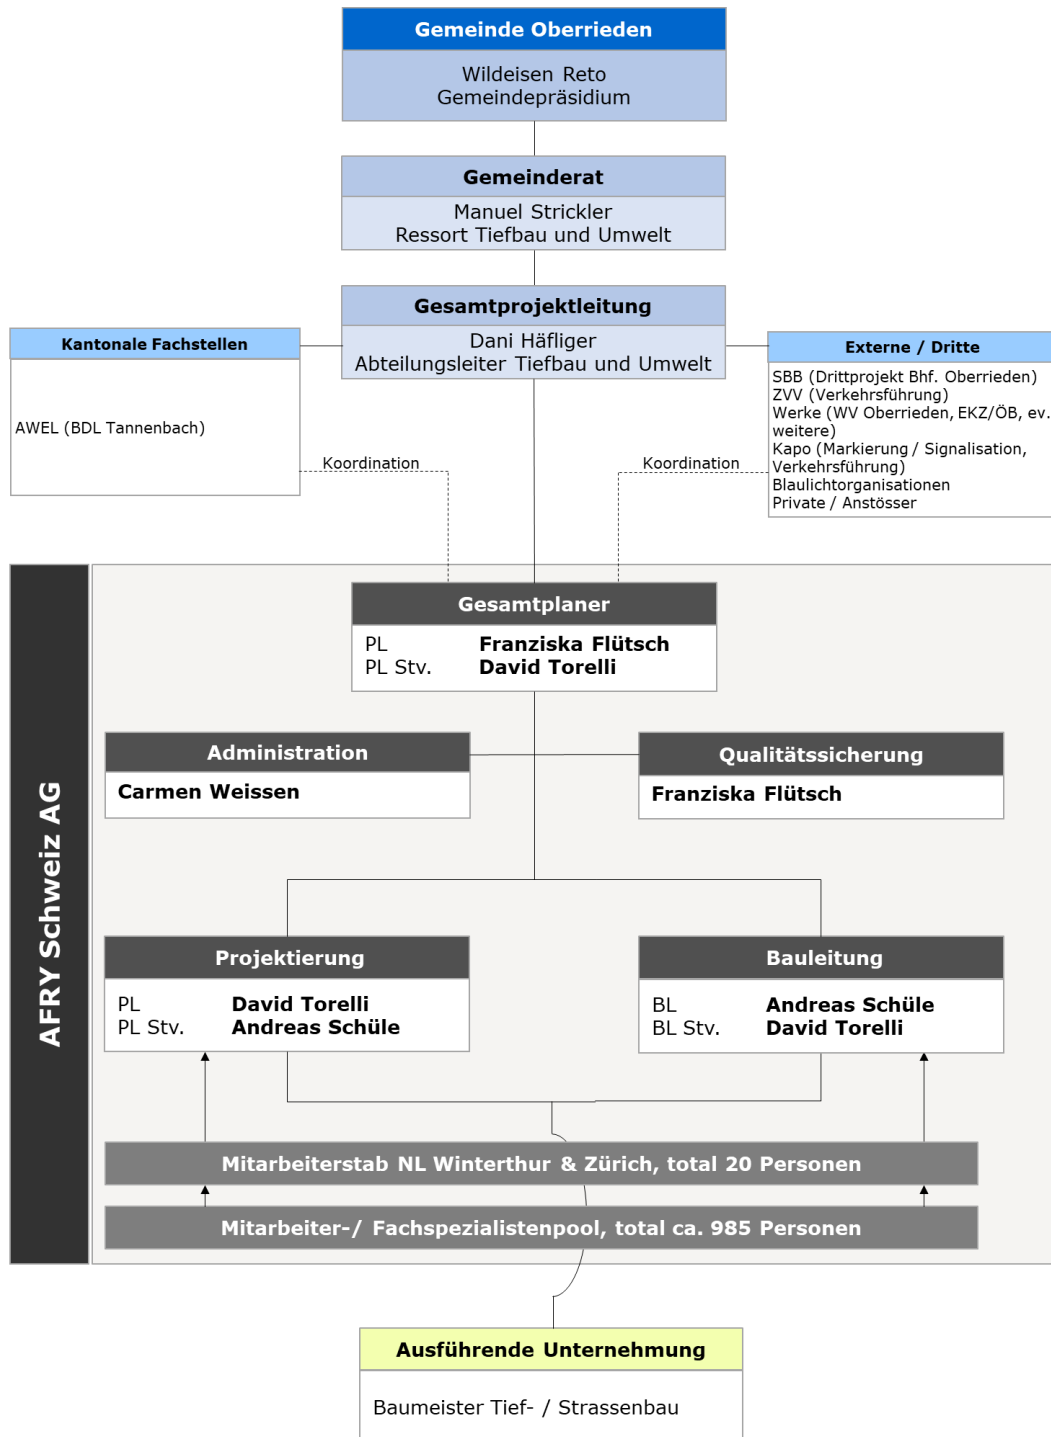 Gemeinde Oberrieden
Wildeisen Reto
Gemeindepräsidium
Gemeinderat
Manuel Strickler
Ressort Tiefbau und Umwelt
Gesamtprojektleitung
Dani Häfliger
Abteilungsleiter Tiefbau und Umwelt
Kantonale Fachstellen
AWEL (BDL Tannenbach)
Externe / Dritte
SBB (Drittprojekt Bhf. Oberrieden)
ZVV (Verkehrsführung)
Werke (WV Oberrieden, EKZ/ÖB, ev.
weitere)
Kapo (Markierung / Signalisation,
Verkehrsführung)
Blaulichtorganisationen
Private / Anstösser
Koordination
Koordination
AFRY Schweiz AG
Gesamtplaner
PL Franziska Flütsch
PL Stv. David Torelli
Administration
Carmen Weissen
Qualitätssicherung
Franziska Flütsch
Projektierung
PL David Torelli
PL Stv. Andreas Schüle
Bauleitung
BL Andreas Schüle
BL Stv. David Torelli
Mitarbeiterstab NL Winterthur & Zürich, total 20 Personen
Mitarbeiter-/ Fachspezialistenpool, total ca. 985 Personen
Ausführende Unternehmung
Baumeister Tief- / Strassenbau